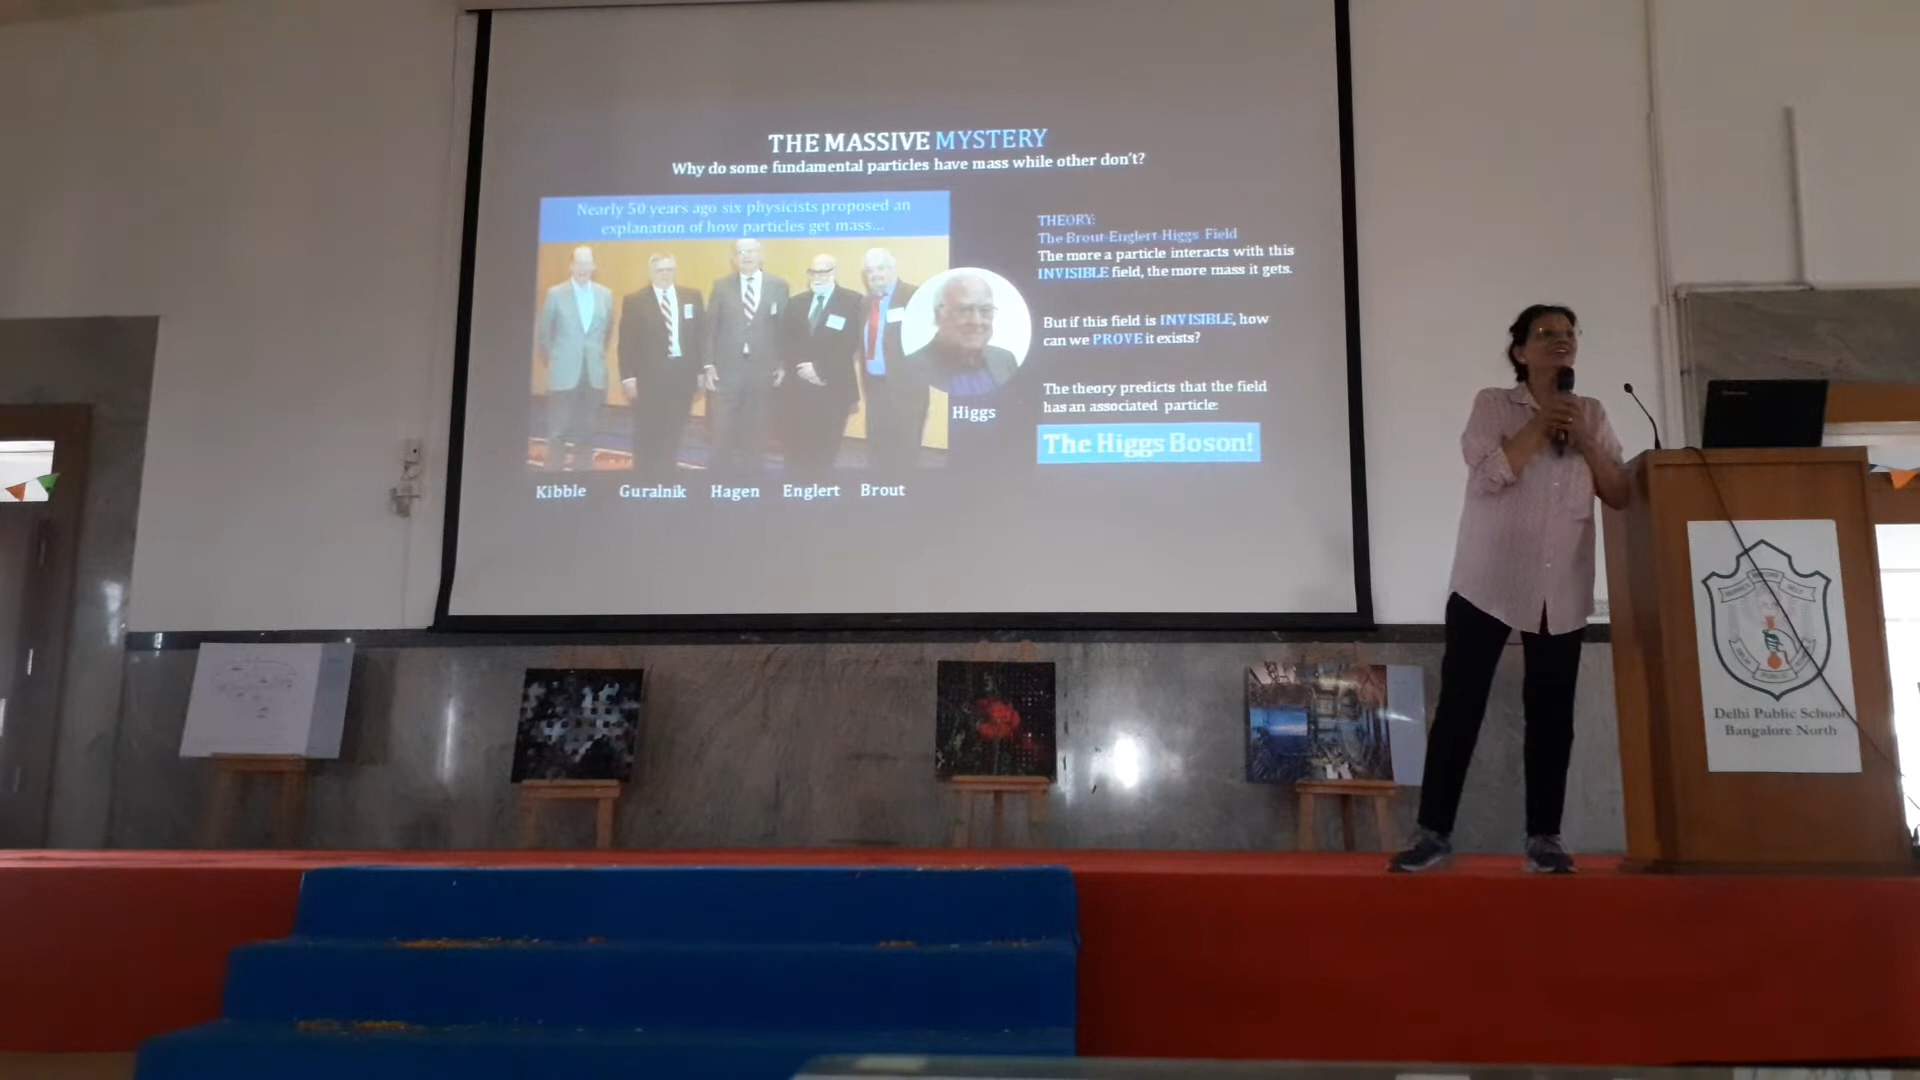 THE MASSIVE MYSTERY
Why do some fundamental particles have mass while other don't?
Nearly 50 years ago six physicists proposed an
explanation of how particles get mass...
Kibble Guralnik Hagen Englert Brout
Higgs
THEORY:
The Brout-Englert-Higgs Field
The more a particle interacts with this
INVISIBLE field, the more mass it gets.
But if this field is INVISIBLE, how
can we PROVE it exists?
The theory predicts that the field
has an associated particle:
The Higgs Boson!
Delhi Public School
Bangalore North